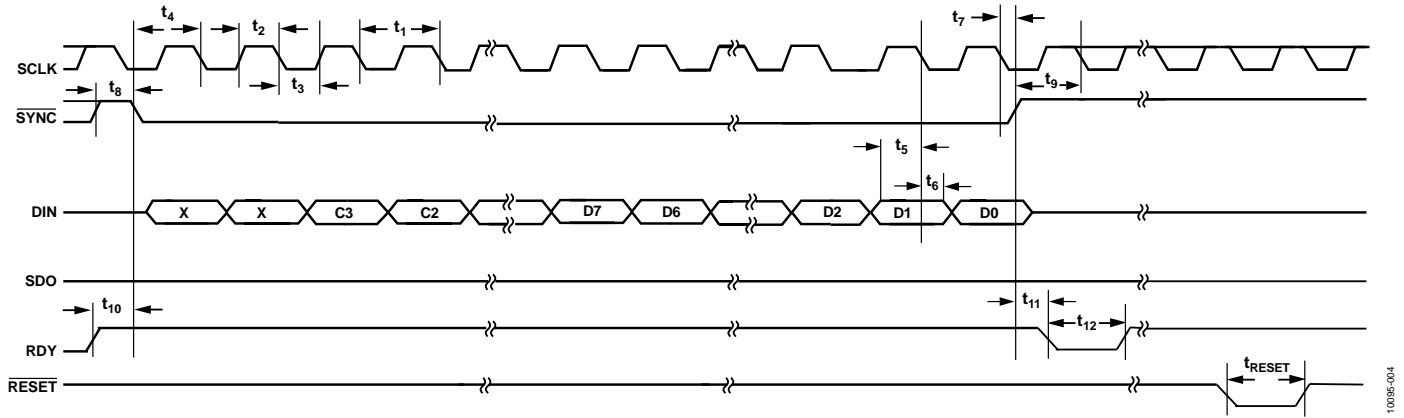 t4 t2 t1 t7
SCLK
t3 t9
t8
SYNC
t5
t6
DIN X X C3 C2 D7 D6 D2 D1 D0
SDO
t10 t11
t12
RDY
tRESET
RESET
10095-004